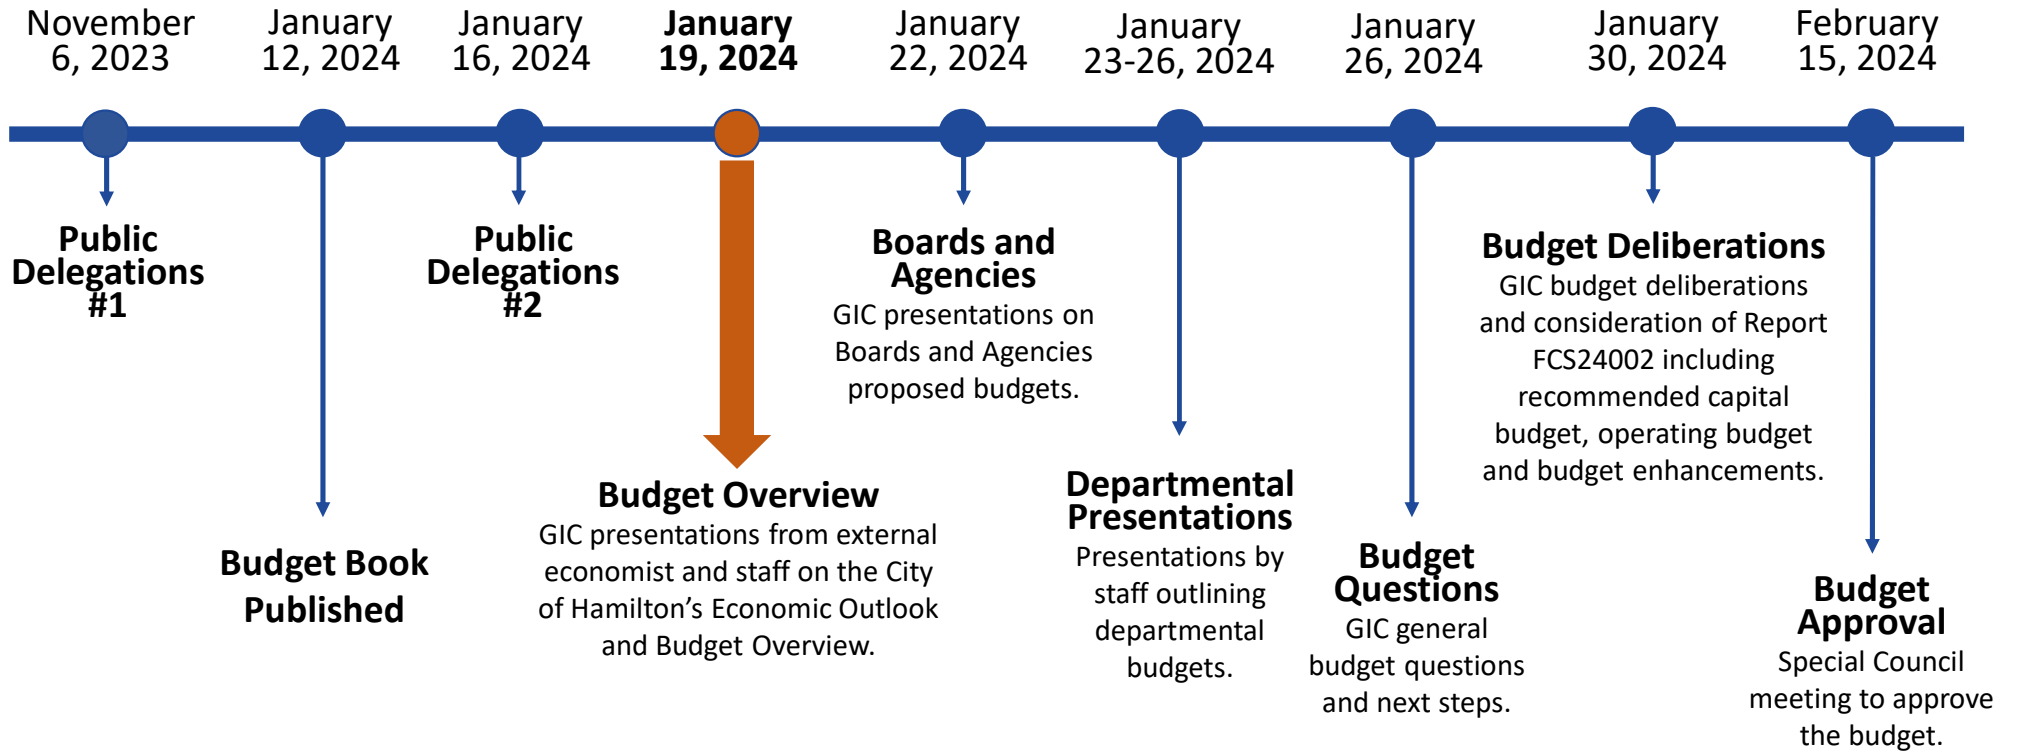 November
6, 2023
January
12, 2024
January
16, 2024
January
19, 2024
January
22, 2024
January
23-26, 2024
January
26, 2024
January
30, 2024
February
15, 2024
Public
Delegations
#1
Budget Book
Published
Public
Delegations
#2
Budget Overview
GIC presentations from external
economist and staff on the City
of Hamilton’s Economic Outlook
and Budget Overview.
Boards and
Agencies
GIC presentations on
Boards and Agencies
proposed budgets.
Departmental
Presentations
Presentations by
staff outlining
departmental
budgets.
Budget
Questions
GIC general
budget questions
and next steps.
Budget Deliberations
GIC budget deliberations
and consideration of Report
FCS24002 including
recommended capital
budget, operating budget
and budget enhancements.
Budget
Approval
Special Council
meeting to approve
the budget.